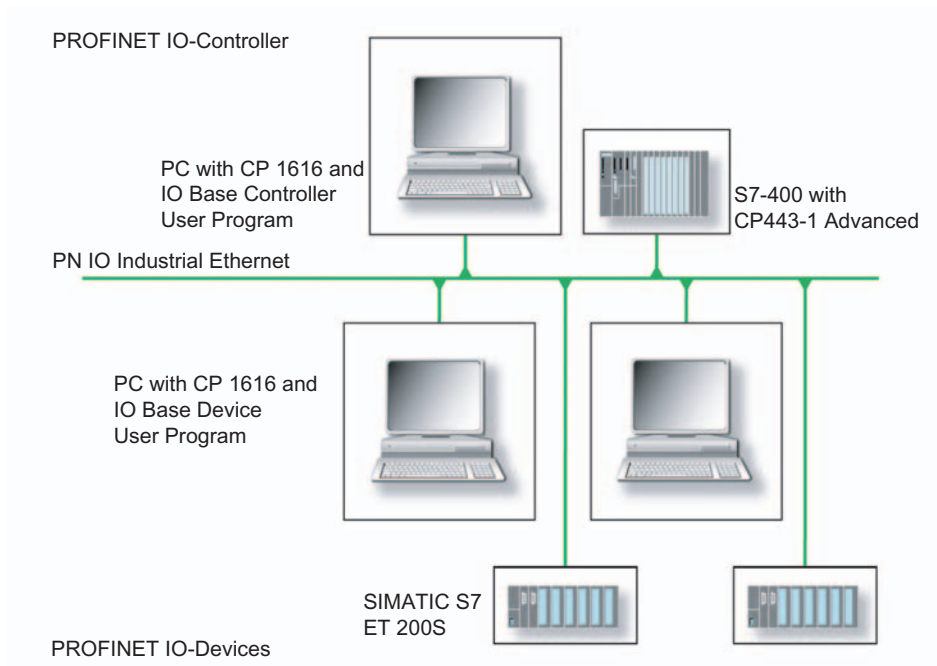 PROFINET IO-Controller
PC with CP 1616 and
IO Base Controller
User Program
S7-400 with
CP443-1 Advanced
PN IO Industrial Ethernet
PC with CP 1616 and
IO Base Device
User Program
SIMATIC S7
ET 200S
PROFINET IO-Devices